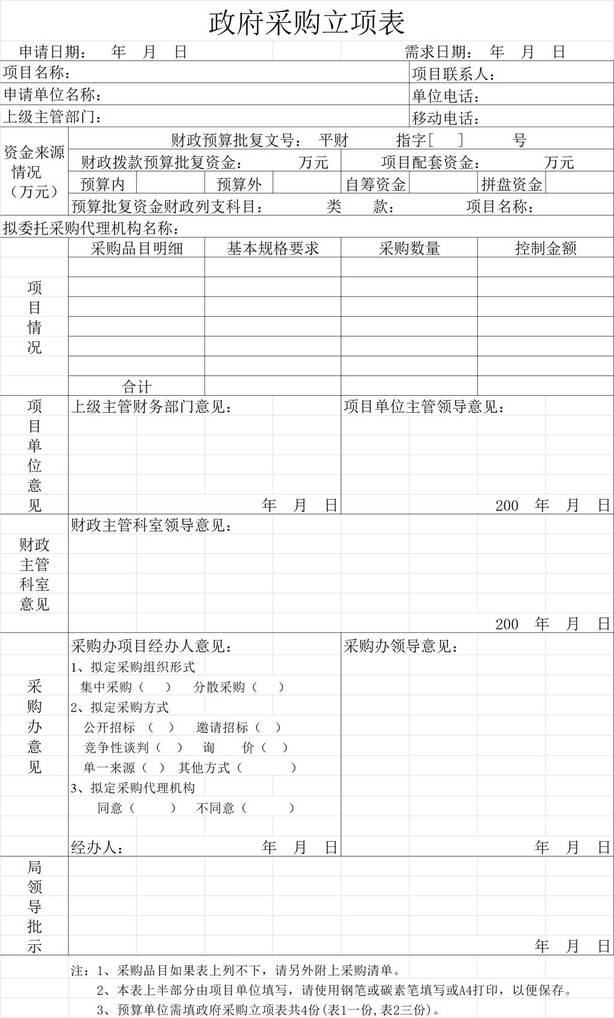 政府采购立项表
申请日期： 年 月 日 需求日期： 年 月 日
项目名称： 项目联系人：
申请单位名称： 单位电话：
上级主管部门： 移动电话：
资金来源情况（万元）
财政预算批复文号： 平财 指字[ ] 号
财政拨款预算批复资金： 万元 项目配套资金： 万元
预算内 预算外 自筹资金 拼盘资金
预算批复资金财政列支科目： 类 款： 项目名称：
拟委托采购代理机构名称：
项目情况
采购品目明细 基本规格要求 采购数量 控制金额
合计
项目单位意见
上级主管财务部门意见： 项目单位主管领导意见：
年 月 日 200 年 月 日
财政主管科室意见
财政主管科室领导意见：
200 年 月 日
采购办意见
采购办项目经办人意见： 采购办领导意见：
1、拟定采购组织形式
集中采购（ ） 分散采购（ ）
2、拟定采购方式
公开招标 （ ） 邀请招标（ ）
竞争性谈判（ ） 询 价（ ）
单一来源（ ）其他方式（ ）
3、拟定采购代理机构
同意（ ） 不同意（ ）
经办人： 年 月 日 年 月 日
局领导批示
年 月 日
注：1、采购品目如果表上列不下，请另外附上采购清单。
2、本表上半部分由项目单位填写，请使用钢笔或碳素笔填写或A4打印，以便保存。
3、预算单位需填政府采购立项表共4份(表1一份,表2三份)。